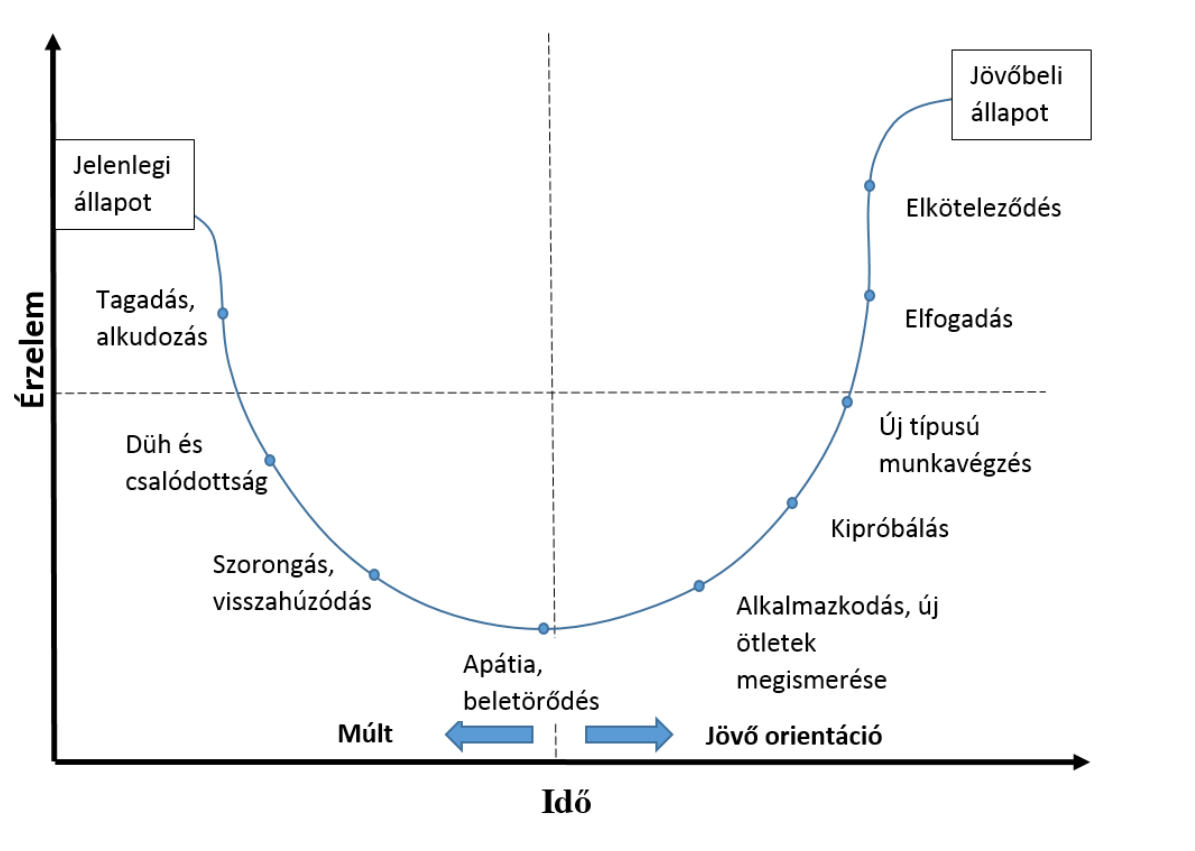 Jövőbeli
állapot
Jelenlegi
állapot
Elköteleződés
Tagadás,
alkudozás
Elfogadás
Érzelem
Új típusú
munkavégzés
Düh és
csalódottság
Kipróbálás
Szorongás,
visszahúzódás
Alkalmazkodás, új
ötletek
megismerése
Apátia,
beletörődés
Múlt
Jövő orientáció
Idő